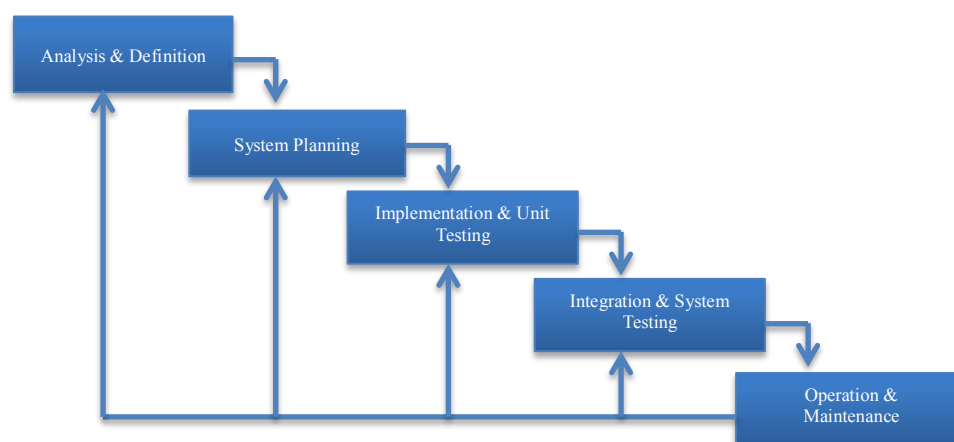 Analysis & Definition
System Planning
Implementation & Unit
Testing
Integration & System
Testing
Operation &
Maintenance